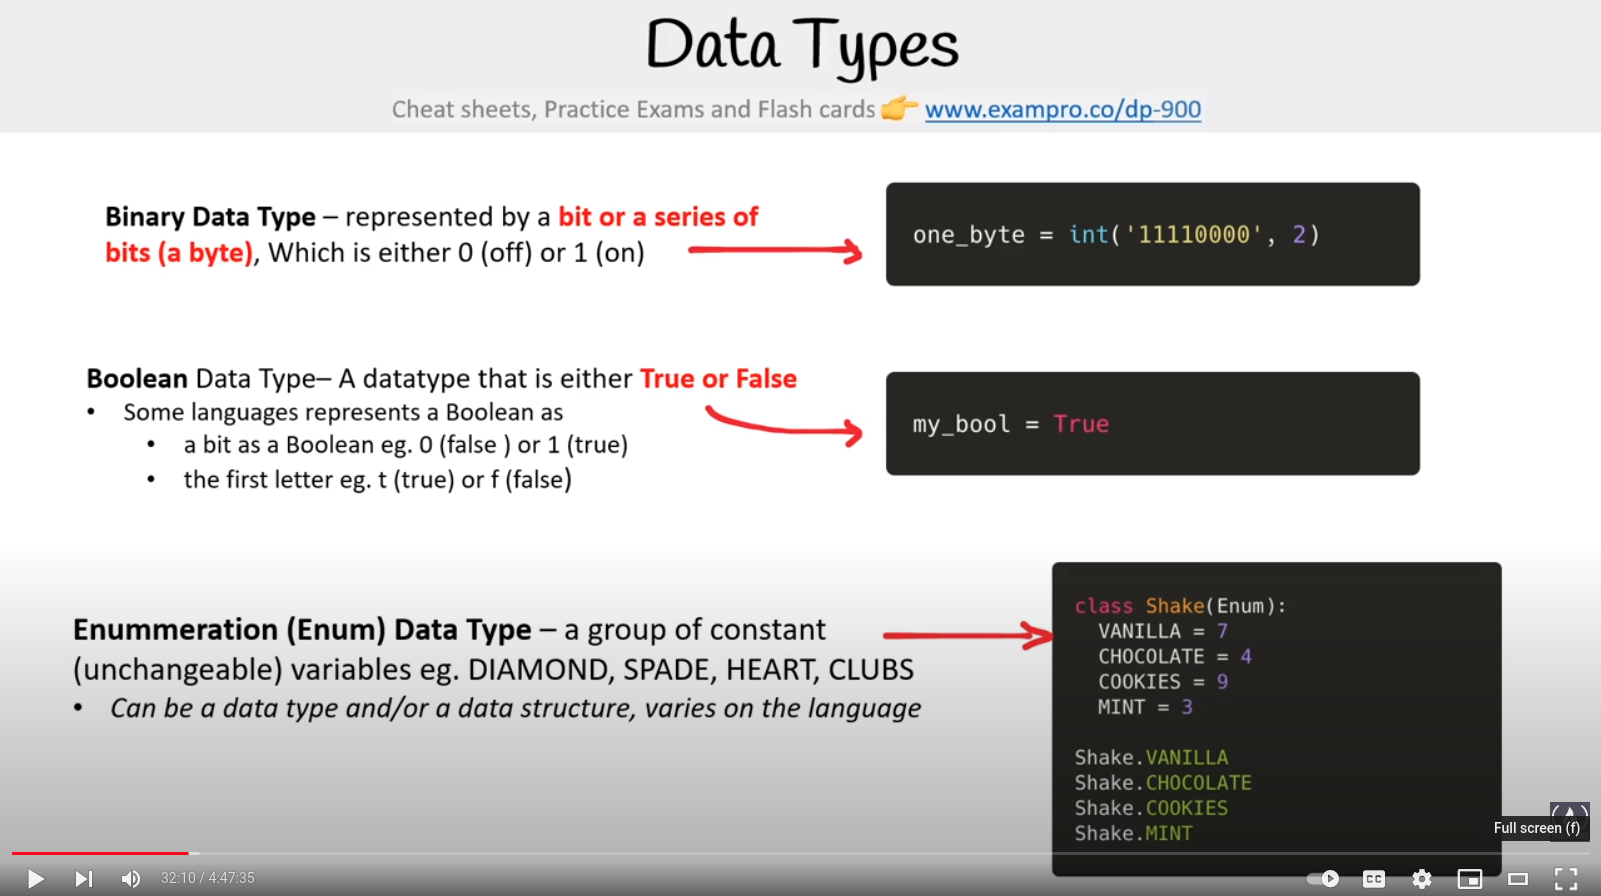 Data Types
Cheat sheets, Practice Exams and Flash cards www.exampro.co/dp-900
Binary Data Type – represented by a bit or a series of
bits (a byte), Which is either 0 (off) or 1 (on)
one_byte = int('11110000', 2)
Boolean Data Type– A datatype that is either True or False
• Some languages represents a Boolean as
• a bit as a Boolean eg. 0 (false ) or 1 (true)
• the first letter eg. t (true) or f (false)
my_bool = True
Enummeration (Enum) Data Type – a group of constant
(unchangeable) variables eg. DIAMOND, SPADE, HEART, CLUBS
• Can be a data type and/or a data structure, varies on the language
class Shake(Enum):
VANILLA = 7
CHOCOLATE = 4
COOKIES = 9
MINT = 3
Shake.VANILLA
Shake.CHOCOLATE
Shake.COOKIES
Shake.MINT
Full screen (f)
32:10 / 4:47:35
CC